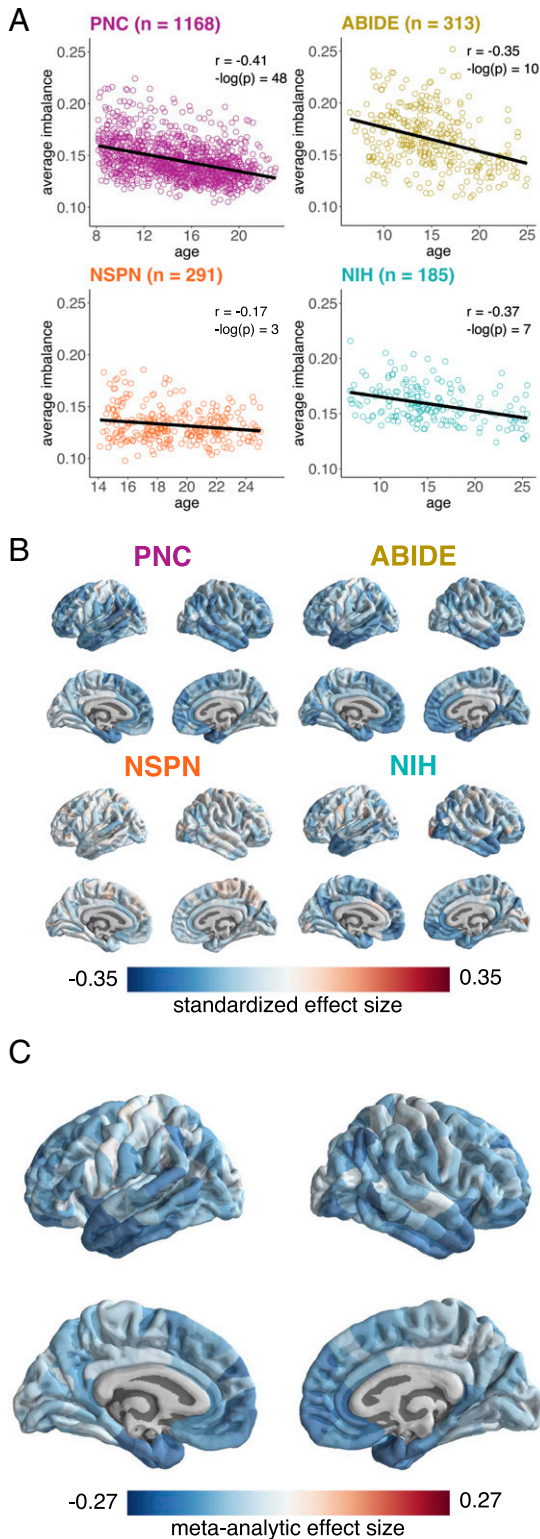 A
PNC (n = 1168)
r = -0.41
-log(p) = 48
average imbalance
0.25
0.20
0.15
0.10
8 12 16 20
age
ABIDE (n = 313)
r = -0.35
-log(p) = 10
average imbalance
0.25
0.20
0.15
0.10
10 15 20 25
age
NSPN (n = 291)
r = -0.17
-log(p) = 3
average imbalance
0.25
0.20
0.15
0.10
14 16 18 20 22 24
age
NIH (n = 185)
r = -0.37
-log(p) = 7
average imbalance
0.25
0.20
0.15
0.10
10 15 20 25
age
B
PNC ABIDE
NSPN NIH
-0.35 0.35
standardized effect size
C
-0.27 0.27
meta-analytic effect size